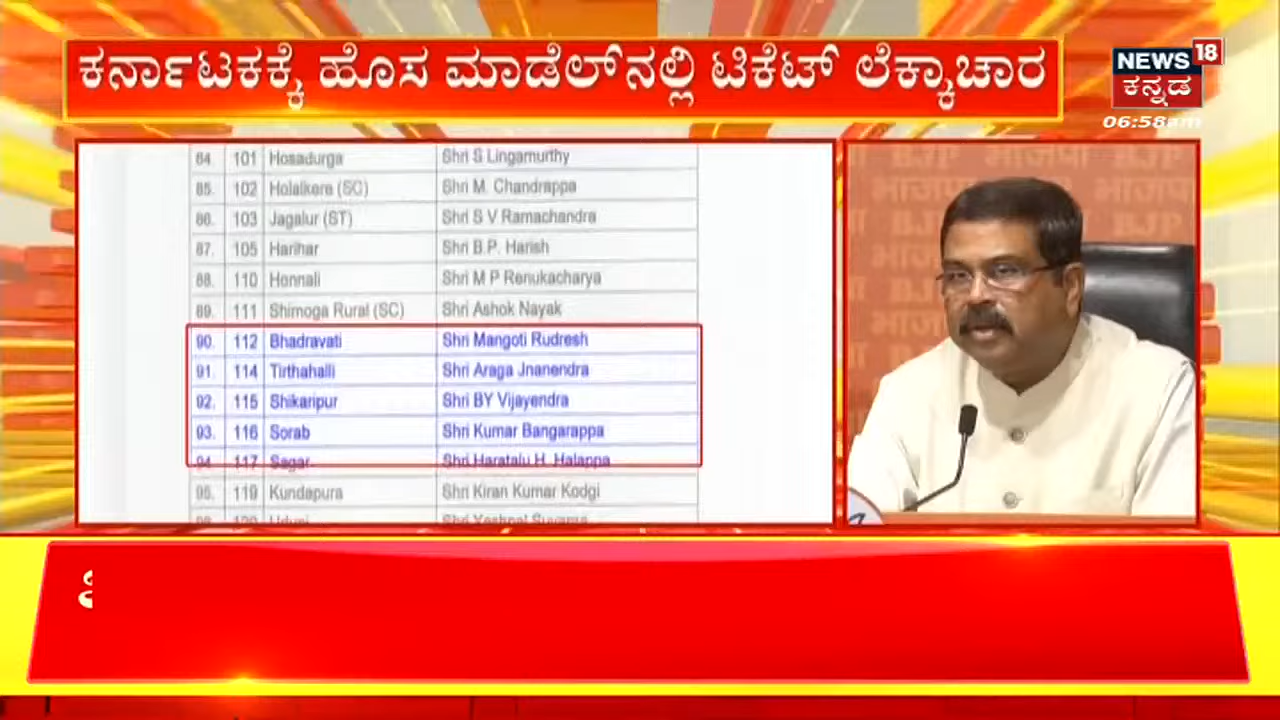 ಕರ್ನಾಟಕಕ್ಕೆ ಹೊಸ ಮಾಡೆಲ್‌ನಲ್ಲಿ ಟಿಕೆಟ್ ಲೆಕ್ಕಾಚಾರ
NEWS 18
ಕನ್ನಡ
06:58am
84. 101 Hosadurga Shri S Lingamurthy
85. 102 Holalkere (SC) Shri M. Chandrappa
86. 103 Jagalur (ST) Shri S V Ramachandra
87. 105 Harihar Shri B.P. Harish
88. 110 Honnali Shri M P Renukacharya
89. 111 Shimoga Rural (SC) Shri Ashok Nayak
90. 112 Bhadravati Shri Mangoti Rudresh
91. 114 Tirthahalli Shri Araga Jnanendra
92. 115 Shikaripur Shri BY Vijayendra
93. 116 Sorab Shri Kumar Bangarappa
94. 117 Sagar Shri Haratalu H. Halappa
95. 119 Kundapura Shri Kiran Kumar Kodgi
भाजपा
भाजपा